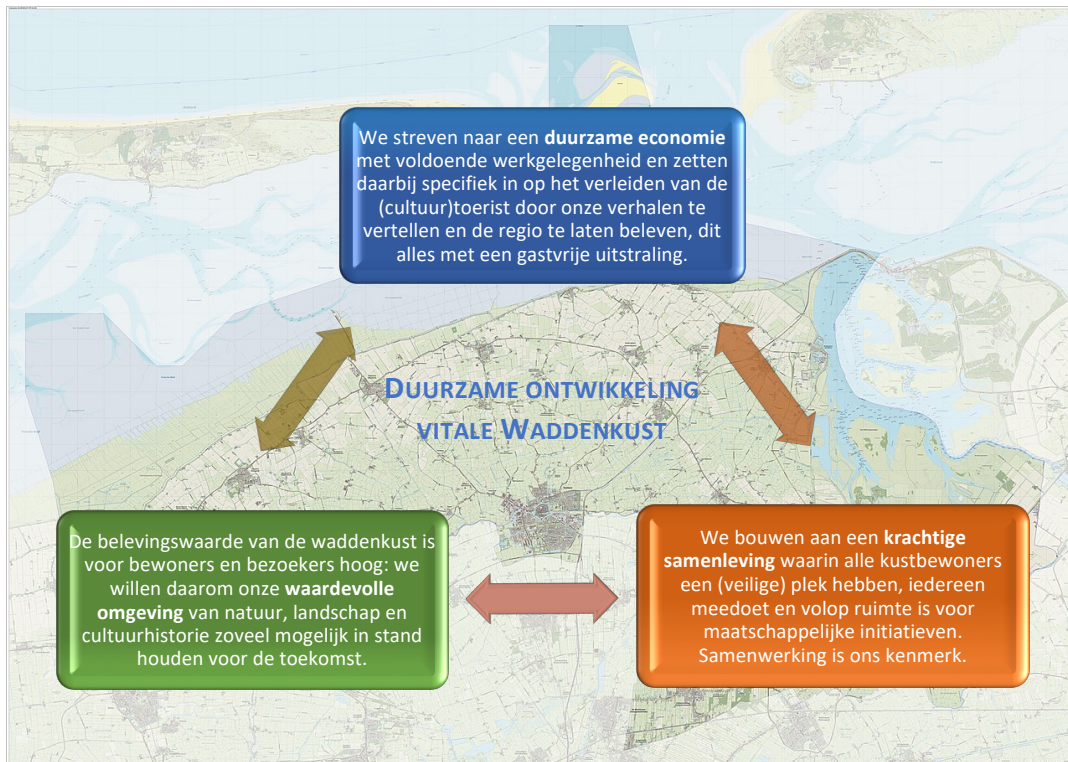 We streven naar een duurzame economie
met voldoende werkgelegenheid en zetten
daarbij specifiek in op het verleiden van de
(cultuur)toerist door onze verhalen te
vertellen en de regio te laten beleven, dit
alles met een gastvrije uitstraling.
DUURZAME ONTWIKKELING
VITALE WADDENKUST
De belevingswaarde van de waddenkust is
voor bewoners en bezoekers hoog: we
willen daarom onze waardevolle
omgeving van natuur, landschap en
cultuurhistorie zoveel mogelijk in stand
houden voor de toekomst.
We bouwen aan een krachtige
samenleving waarin alle kustbewoners
een (veilige) plek hebben, iedereen
meedoet en volop ruimte is voor
maatschappelijke initiatieven.
Samenwerking is ons kenmerk.